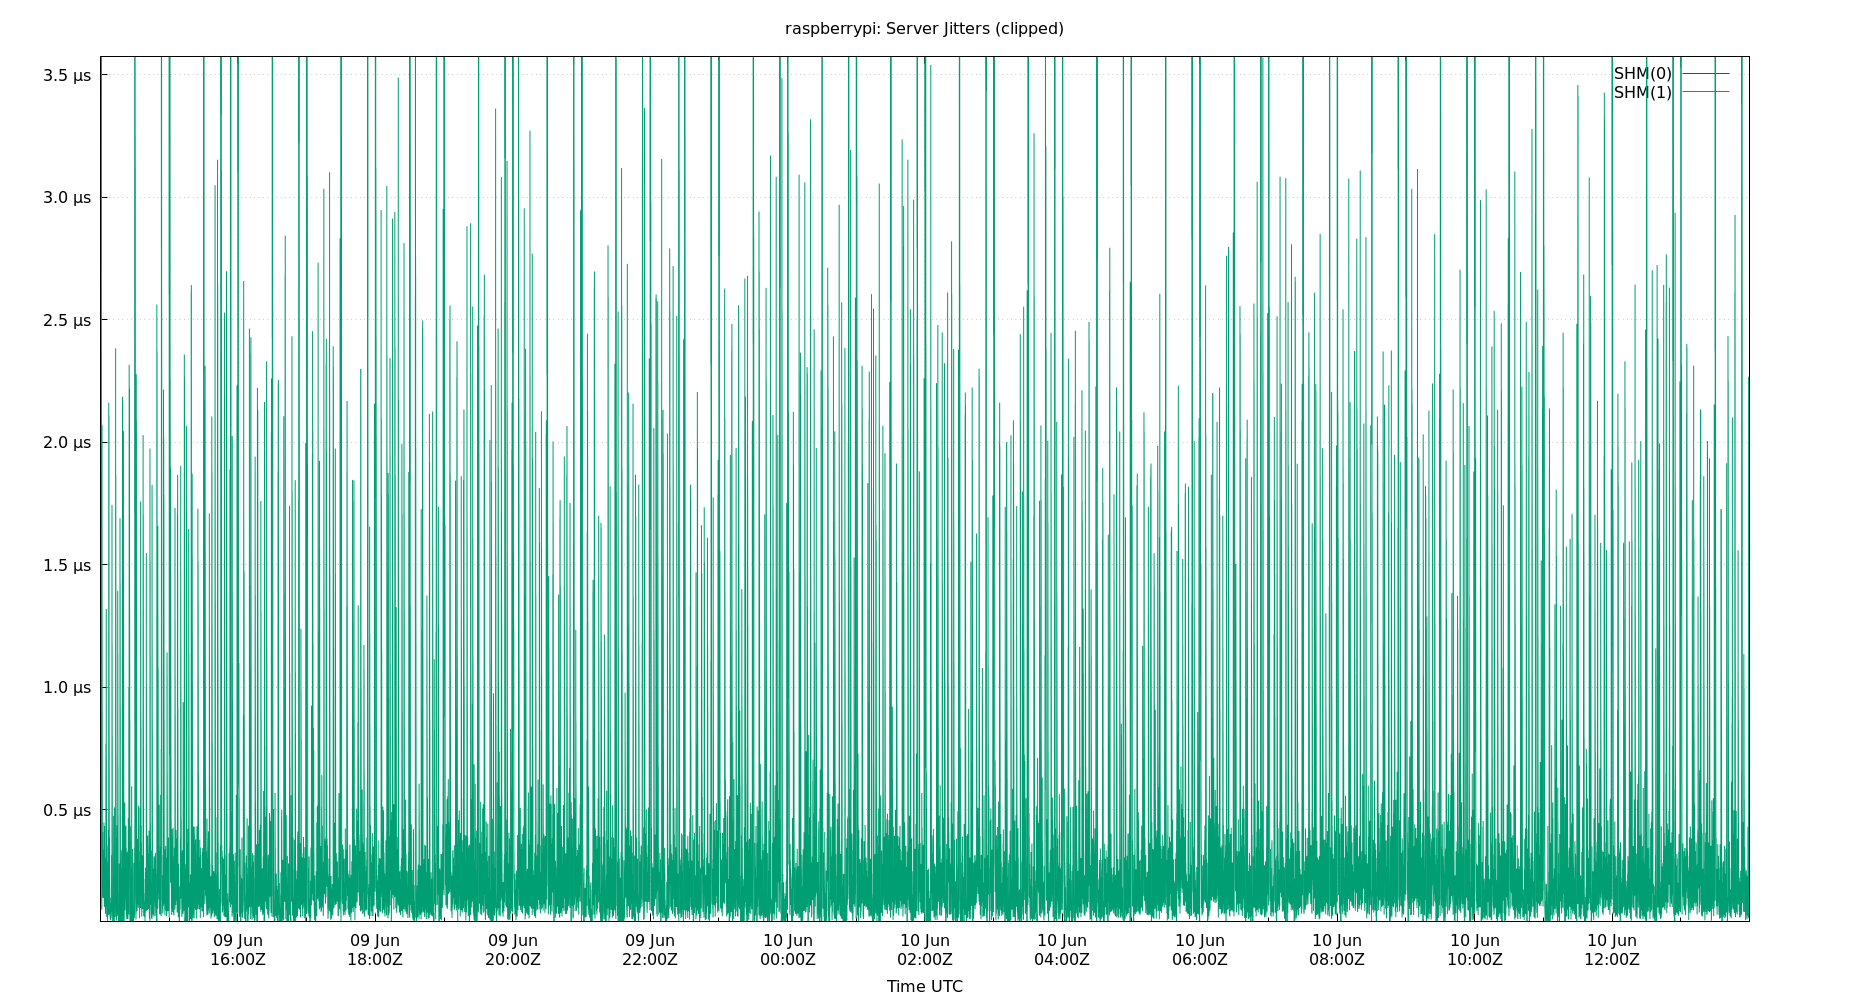 raspberrypi: Server Jitters (clipped)
SHM(0)
SHM(1)
3.5 µs
3.0 µs
2.5 µs
2.0 µs
1.5 µs
1.0 µs
0.5 µs
09 Jun 09 Jun 09 Jun 09 Jun 10 Jun 10 Jun 10 Jun 10 Jun 10 Jun 10 Jun 10 Jun
16:00Z 18:00Z 20:00Z 22:00Z 00:00Z 02:00Z 04:00Z 06:00Z 08:00Z 10:00Z 12:00Z
Time UTC